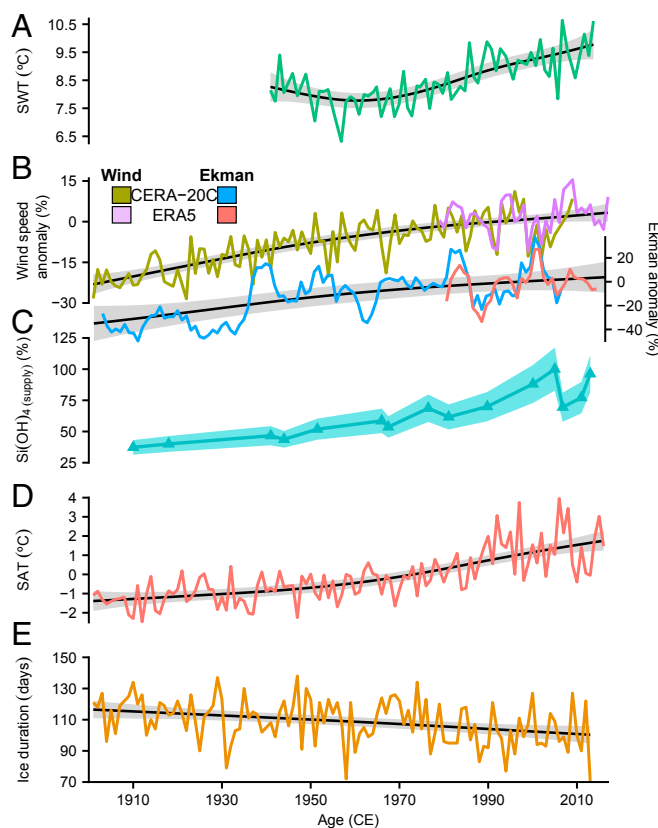 A
SWT (ºC)
10.5
9.5
8.5
7.5
6.5
B
Wind Ekman
CERA−20C
ERA5
Wind speed
anomaly (%)
15
0
−15
−30
Ekman anomaly (%)
20
0
−20
−40
C
Si(OH)4 (supply) (%)
125
100
75
50
25
D
SAT (ºC)
4
3
2
1
0
−1
−2
E
Ice duration (days)
150
130
110
90
70
1910 1930 1950 1970 1990 2010
Age (CE)